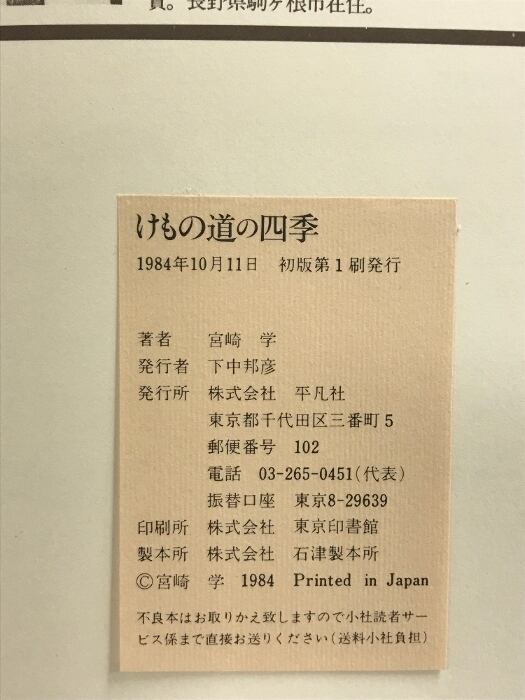 賞。長野県駒ヶ根市在住。
けもの道の四季
1984年10月11日　初版第1刷発行
著者　宮崎　学
発行者　下中邦彦
発行所　株式会社　平凡社
東京都千代田区三番町5
郵便番号　102
電話　03-265-0451(代表)
振替口座　東京8-29639
印刷所　株式会社　東京印書館
製本所　株式会社　石津製本所
©宮崎　学　1984　Printed in Japan
不良本はお取りかえ致しますので小社読者サー
ビス係まで直接お送りください(送料小社負担)